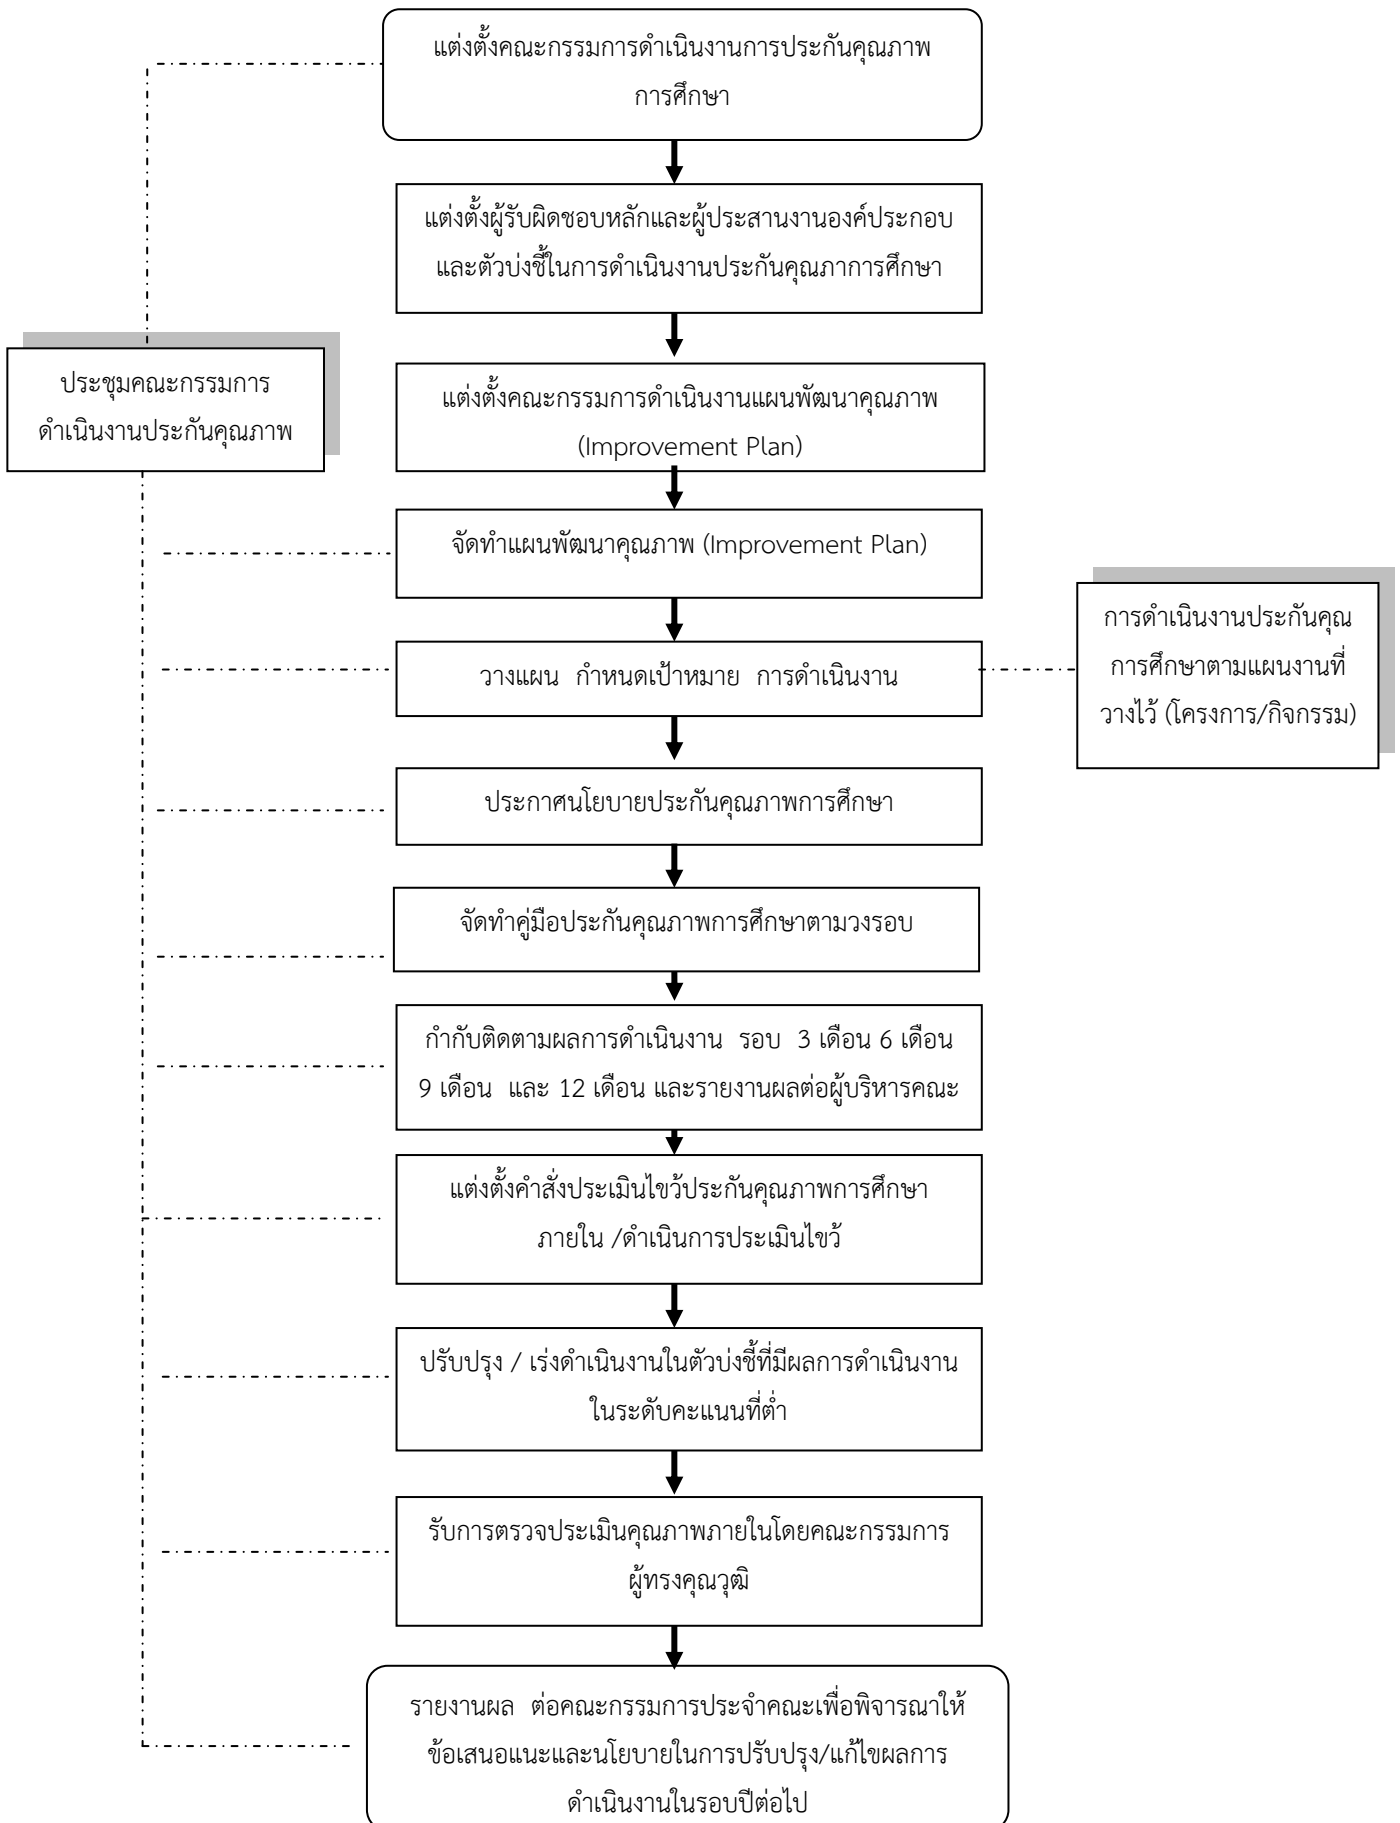 แต่งตั้งคณะกรรมการดำเนินงานการประกันคุณภาพ
การศึกษา
แต่งตั้งผู้รับผิดชอบหลักและผู้ประสานงานองค์ประกอบ
และตัวบ่งชี้ในการดำเนินงานประกันคุณภาการศึกษา
ประชุมคณะกรรมการ
ดำเนินงานประกันคุณภาพ
แต่งตั้งคณะกรรมการดำเนินงานแผนพัฒนาคุณภาพ
(Improvement Plan)
จัดทำแผนพัฒนาคุณภาพ (Improvement Plan)
วางแผน กำหนดเป้าหมาย การดำเนินงาน
การดำเนินงานประกันคุณ
การศึกษาตามแผนงานที่
วางไว้ (โครงการ/กิจกรรม)
ประกาศนโยบายประกันคุณภาพการศึกษา
จัดทำคู่มือประกันคุณภาพการศึกษาตามวงรอบ
กำกับติดตามผลการดำเนินงาน รอบ 3 เดือน 6 เดือน
9 เดือน และ 12 เดือน และรายงานผลต่อผู้บริหารคณะ
แต่งตั้งคำสั่งประเมินไขว้ประกันคุณภาพการศึกษา
ภายใน /ดำเนินการประเมินไขว้
ปรับปรุง / เร่งดำเนินงานในตัวบ่งชี้ที่มีผลการดำเนินงาน
ในระดับคะแนนที่ต่ำ
รับการตรวจประเมินคุณภาพภายในโดยคณะกรรมการ
ผู้ทรงคุณวุฒิ
รายงานผล ต่อคณะกรรมการประจำคณะเพื่อพิจารณาให้
ข้อเสนอแนะและนโยบายในการปรับปรุง/แก้ไขผลการ
ดำเนินงานในรอบปีต่อไป